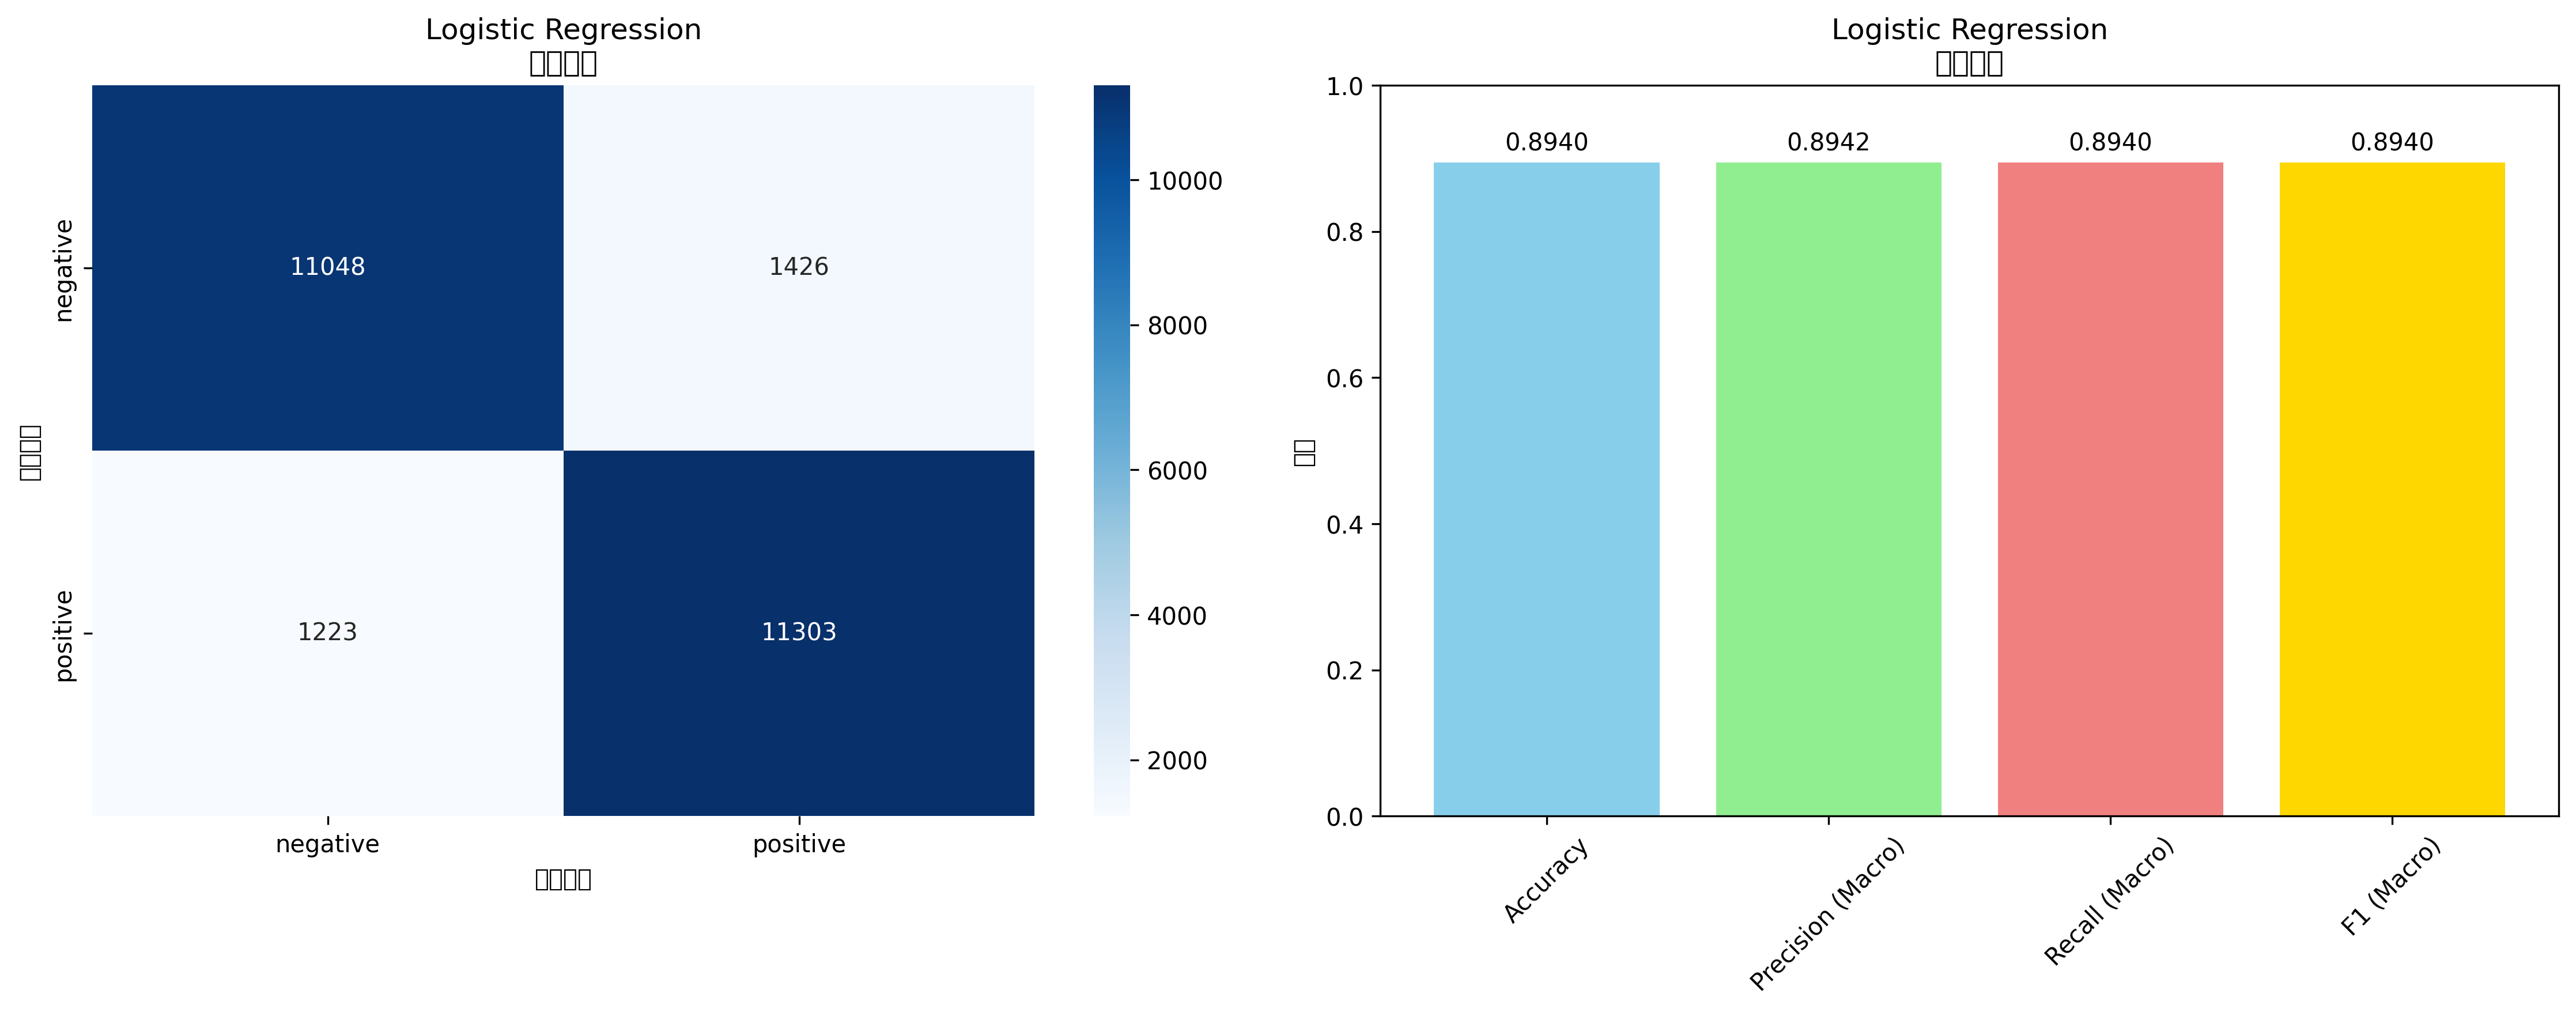 Logistic Regression
negative
11048
1426
positive
1223
11303
negative
positive
10000
8000
6000
4000
2000
Logistic Regression
1.0
0.8
0.6
0.4
0.2
0.0
0.8940
0.8942
0.8940
0.8940
Accuracy
Precision (Macro)
Recall (Macro)
F1 (Macro)